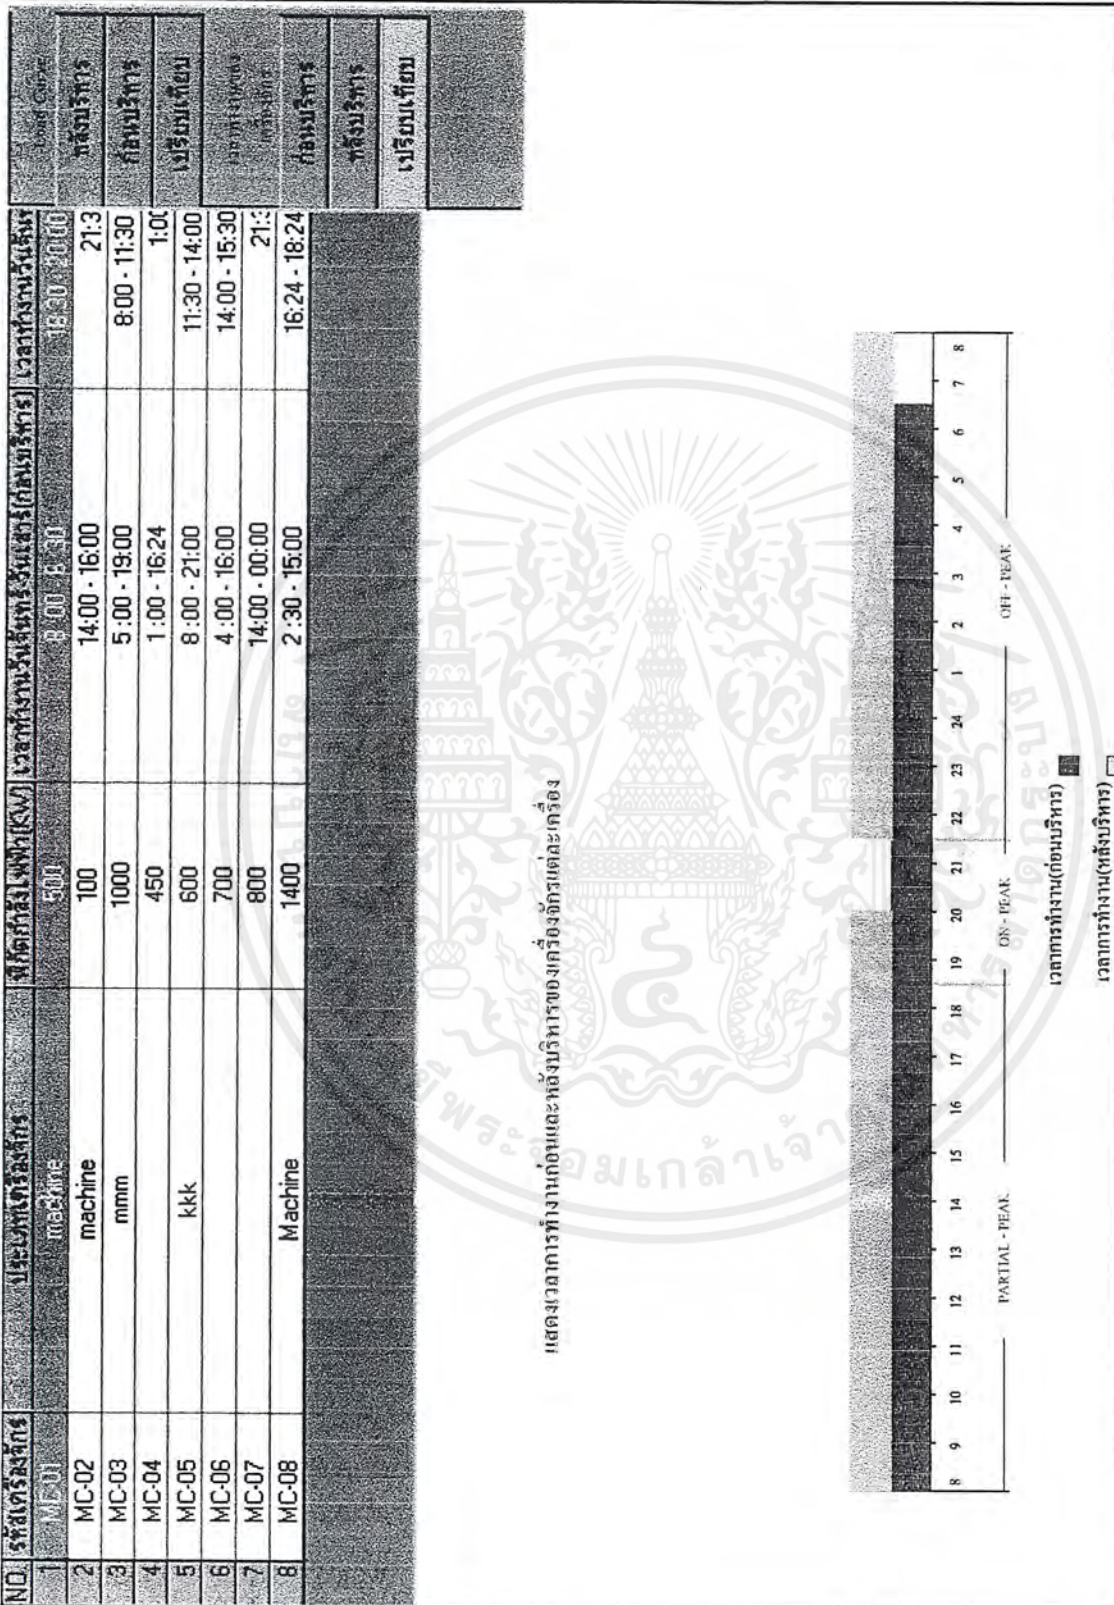 NO. รหัสเครื่องจักร ประเภทเครื่องจักร พิกัดกำลังไฟฟ้า(KW) เวลาทำงานวันจันทร์-วันเสาร์(ก่อนบริหาร) เวลาทำงานวันจันทร์
1 MC-01 machine 500
2 MC-02 machine 100 14:00 - 16:00 21:3
3 MC-03 mmm 1000 5 :00 - 19:00 8:00 - 11:30
4 MC-04 450 1 :00 - 16:24 1:00
5 MC-05 kkk 600 8 :00 - 21:00 11:30 - 14:00
6 MC-06 700 4 :00 - 16:00 14:00 - 15:30
7 MC-07 800 14:00 - 00:00 21:3
8 MC-08 Machine 1400 2 :30 - 15:00 16:24 - 18:24
Load Curve
หลังบริหาร
ก่อนบริหาร
เปรียบเทียบ
ก่อนบริหาร
หลังบริหาร
เปรียบเทียบ
แสดงเวลาการทำงานก่อนและหลังบริหารของเครื่องจักรแต่ละเครื่อง
8 9 10 11 12 13 14 15 16 17 18 19 20 21 22 23 24 1 2 3 4 5 6 7 8
PARTIAL - PEAK ON - PEAK OFF - PEAK
เวลาการทำงาน(ก่อนบริหาร)
เวลาการทำงาน(หลังบริหาร)